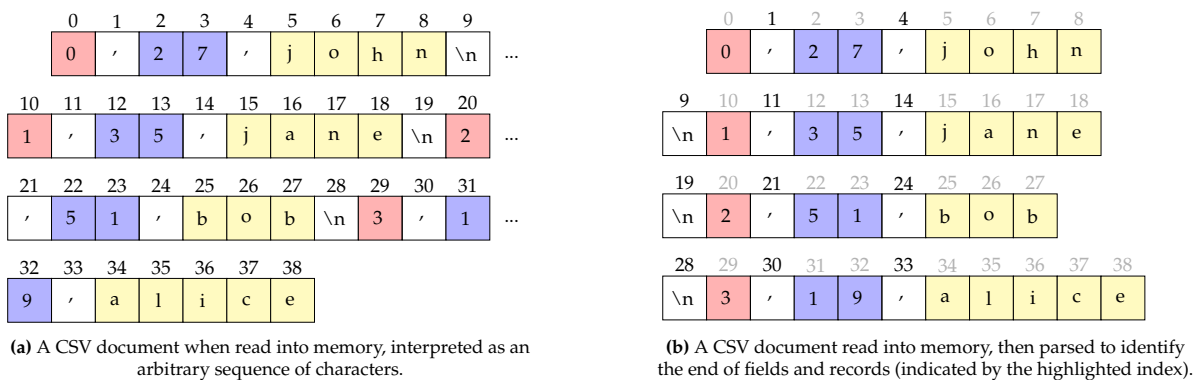 0 1 2 3 4 5 6 7 8 9
0 , 2 7 , j o h n \n ...
10 11 12 13 14 15 16 17 18 19 20
1 , 3 5 , j a n e \n 2 ...
21 22 23 24 25 26 27 28 29 30 31
, 5 1 , b o b \n 3 , 1 ...
32 33 34 35 36 37 38
9 , a l i c e
(a) A CSV document when read into memory, interpreted as an
arbitrary sequence of characters.
0 1 2 3 4 5 6 7 8
0 , 2 7 , j o h n
9 10 11 12 13 14 15 16 17 18
\n 1 , 3 5 , j a n e
19 20 21 22 23 24 25 26 27
\n 2 , 5 1 , b o b
28 29 30 31 32 33 34 35 36 37 38
\n 3 , 1 9 , a l i c e
(b) A CSV document read into memory, then parsed to identify
the end of fields and records (indicated by the highlighted index).